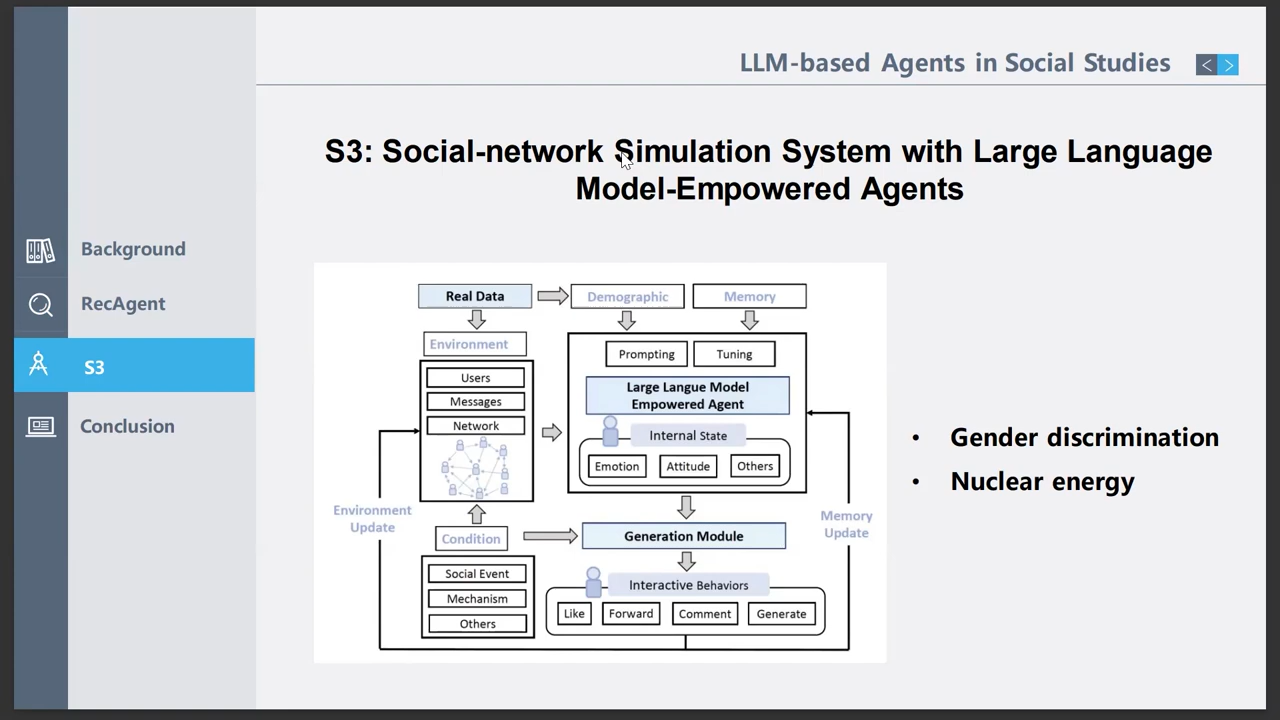 LLM-based Agents in Social Studies
< >
S3: Social-network Simulation System with Large Language
Model-Empowered Agents
Background
RecAgent
S3
Conclusion
Real Data
Demographic
Memory
Environment
Users
Messages
Network
Prompting
Tuning
Large Langue Model
Empowered Agent
Internal State
Emotion
Attitude
Others
Environment
Update
Memory
Update
Condition
Social Event
Mechanism
Others
Generation Module
Interactive Behaviors
Like
Forward
Comment
Generate
• Gender discrimination
• Nuclear energy